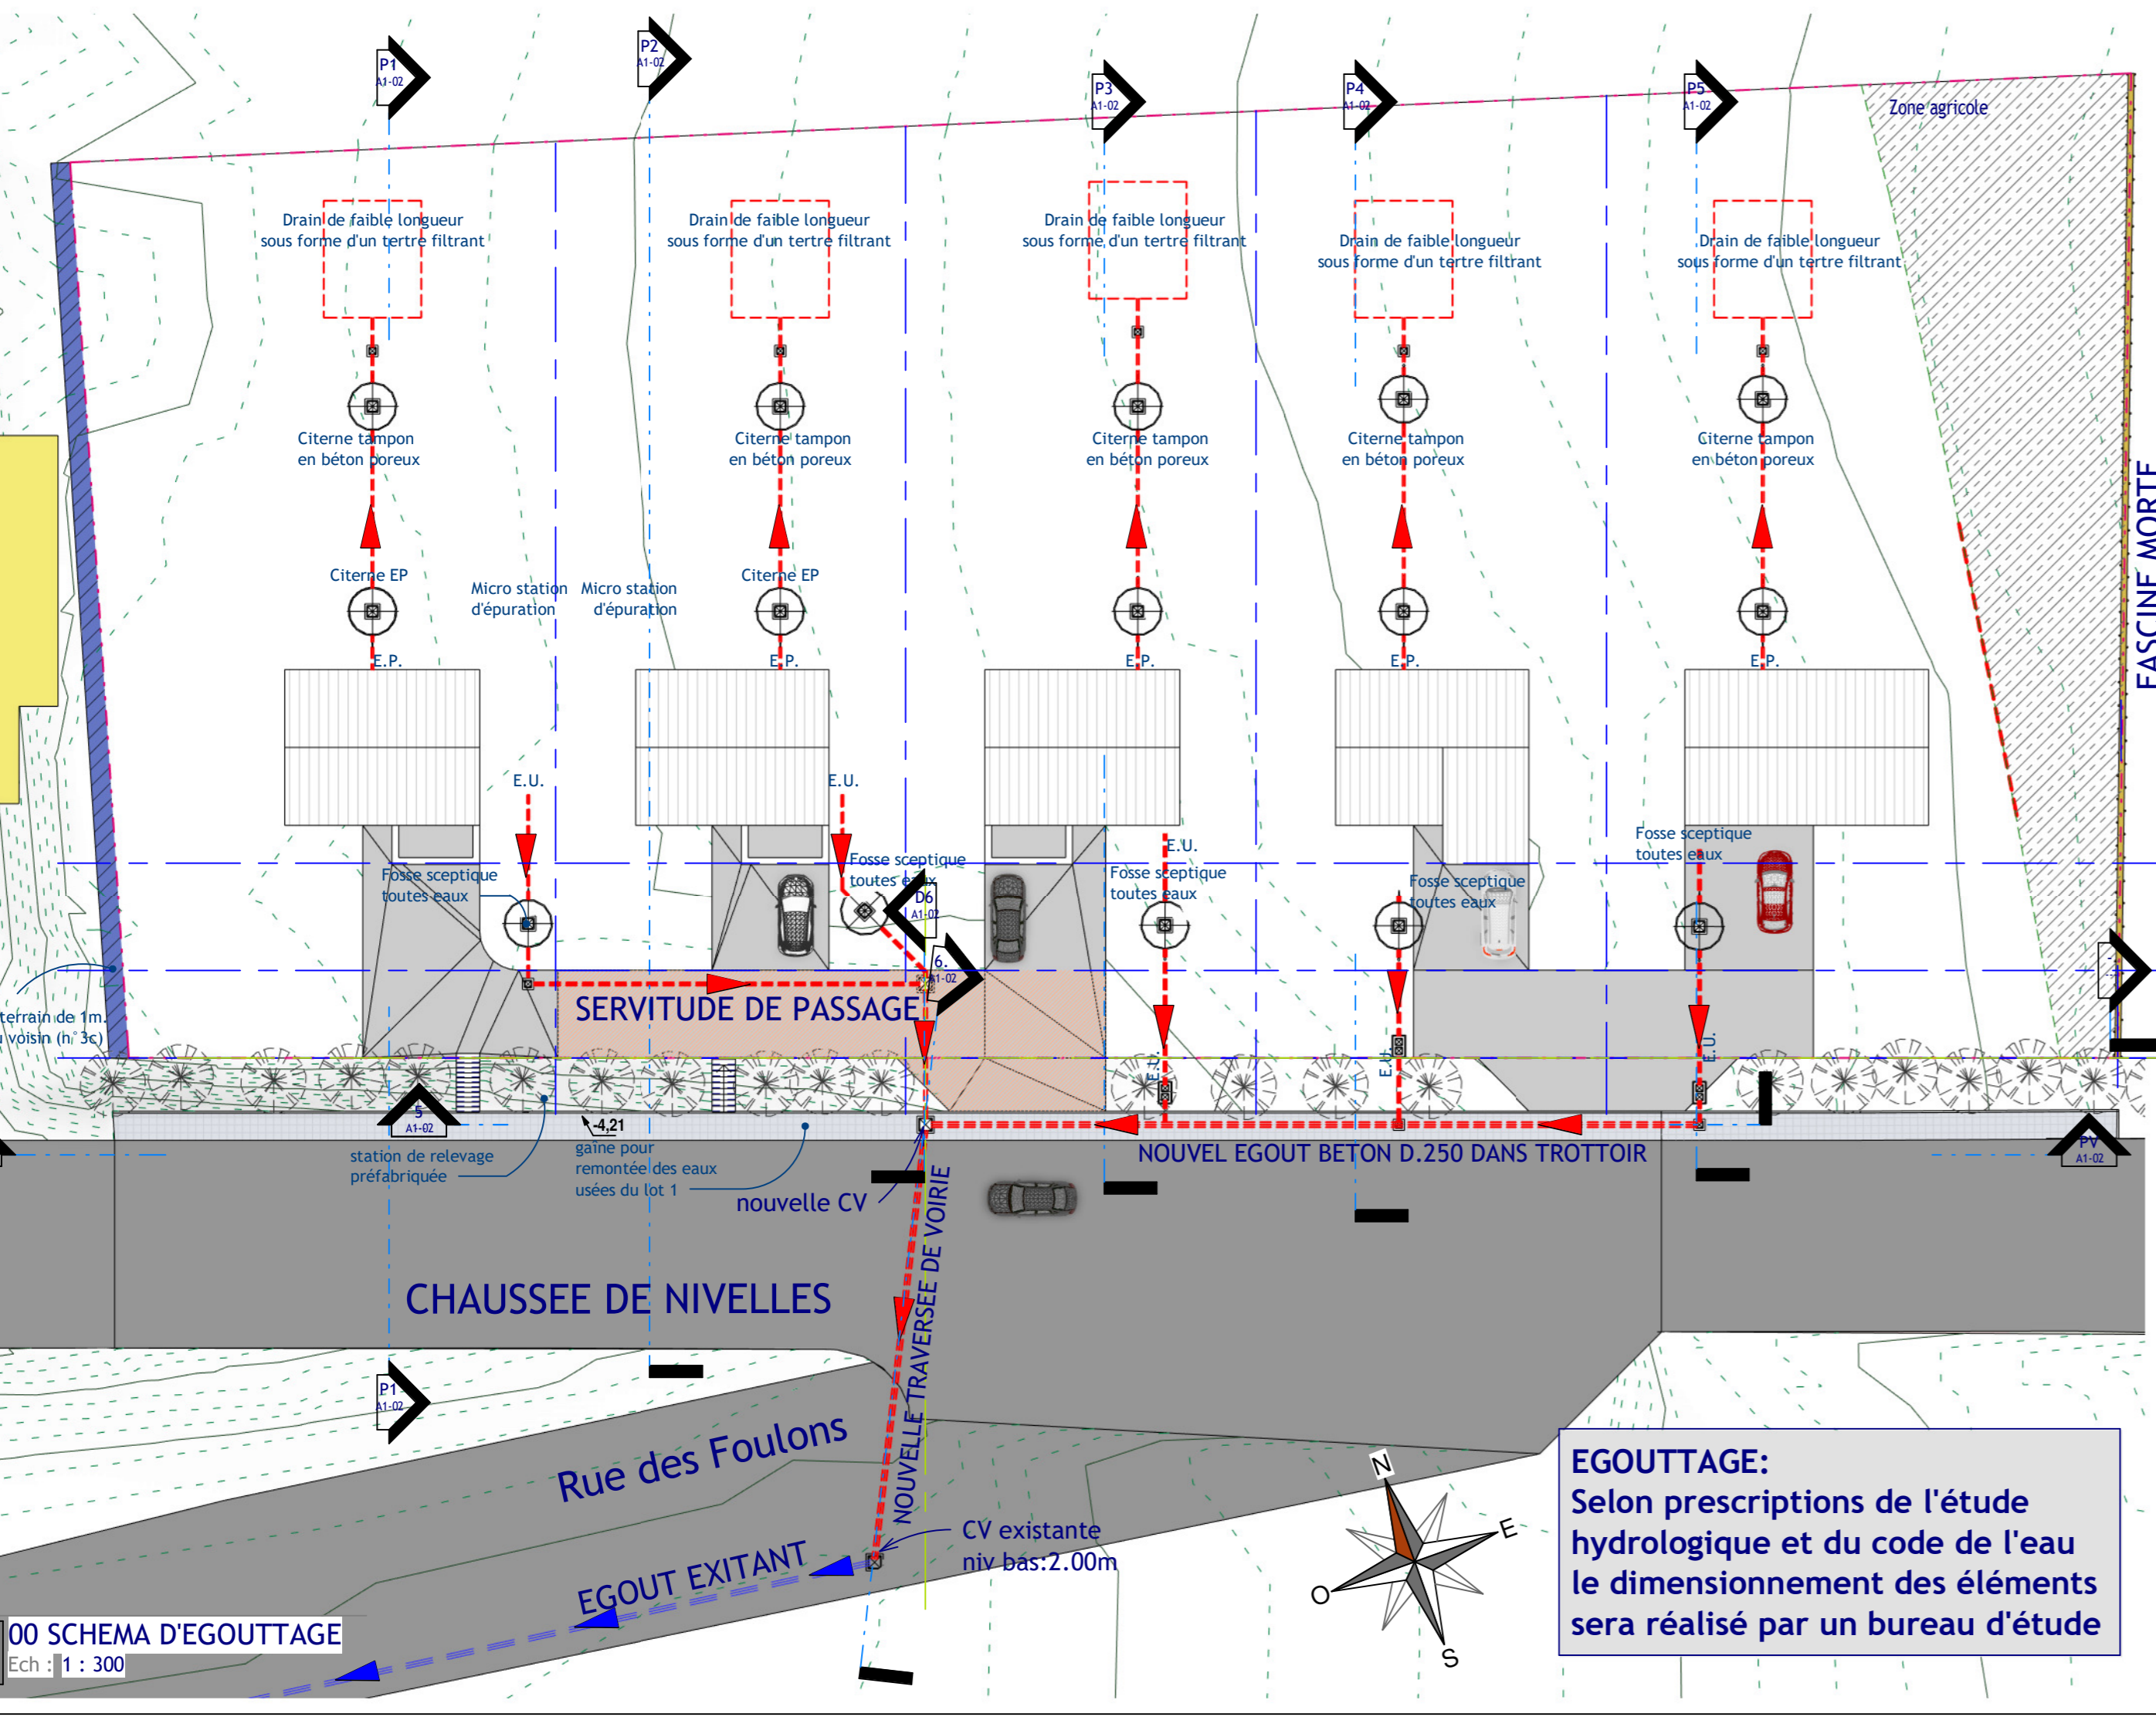 P1
A1-02
P2
A1-02
P3
A1-02
P4
A1-02
P5
A1-02
Zone agricole
Drain de faible longueur
sous forme d'un tertre filtrant
Drain de faible longueur
sous forme d'un tertre filtrant
Drain de faible longueur
sous forme d'un tertre filtrant
Drain de faible longueur
sous forme d'un tertre filtrant
Drain de faible longueur
sous forme d'un tertre filtrant
Citerne tampon
en béton poreux
Citerne tampon
en béton poreux
Citerne tampon
en béton poreux
Citerne tampon
en béton poreux
Citerne tampon
en béton poreux
FASCINE MORTE
Citerne EP
Micro station
d'épuration
Micro station
d'épuration
Citerne EP
E.P.
E.P.
E.P.
E.P.
E.P.
E.U.
E.U.
E.U.
Fosse sceptique
toutes eaux
Fosse sceptique
toutes eaux
Fosse sceptique
toutes eaux
Fosse sceptique
toutes eaux
Fosse sceptique
toutes eaux
D6
A1-02
6.
A1-02
SERVITUDE DE PASSAGE
terrain de 1m.
voisin (h 3c)
E.U.
E.U.
E.U.
5
A1-02
-4,21
station de relevage
préfabriquée
gaîne pour
remontée des eaux
usées du lot 1
nouvelle CV
NOUVEL EGOUT BETON D.250 DANS TROTTOIR
PV
A1-02
CHAUSSEE DE NIVELLES
NOUVELLE TRAVERSEE DE VOIRIE
P1
A1-02
Rue des Foulons
CV existante
niv bas:2.00m
EGOUT EXITANT
N
E
S
O
EGOUTTAGE:
Selon prescriptions de l'étude
hydrologique et du code de l'eau
le dimensionnement des éléments
sera réalisé par un bureau d'étude
00 SCHEMA D'EGOUTTAGE
Ech : 1 : 300